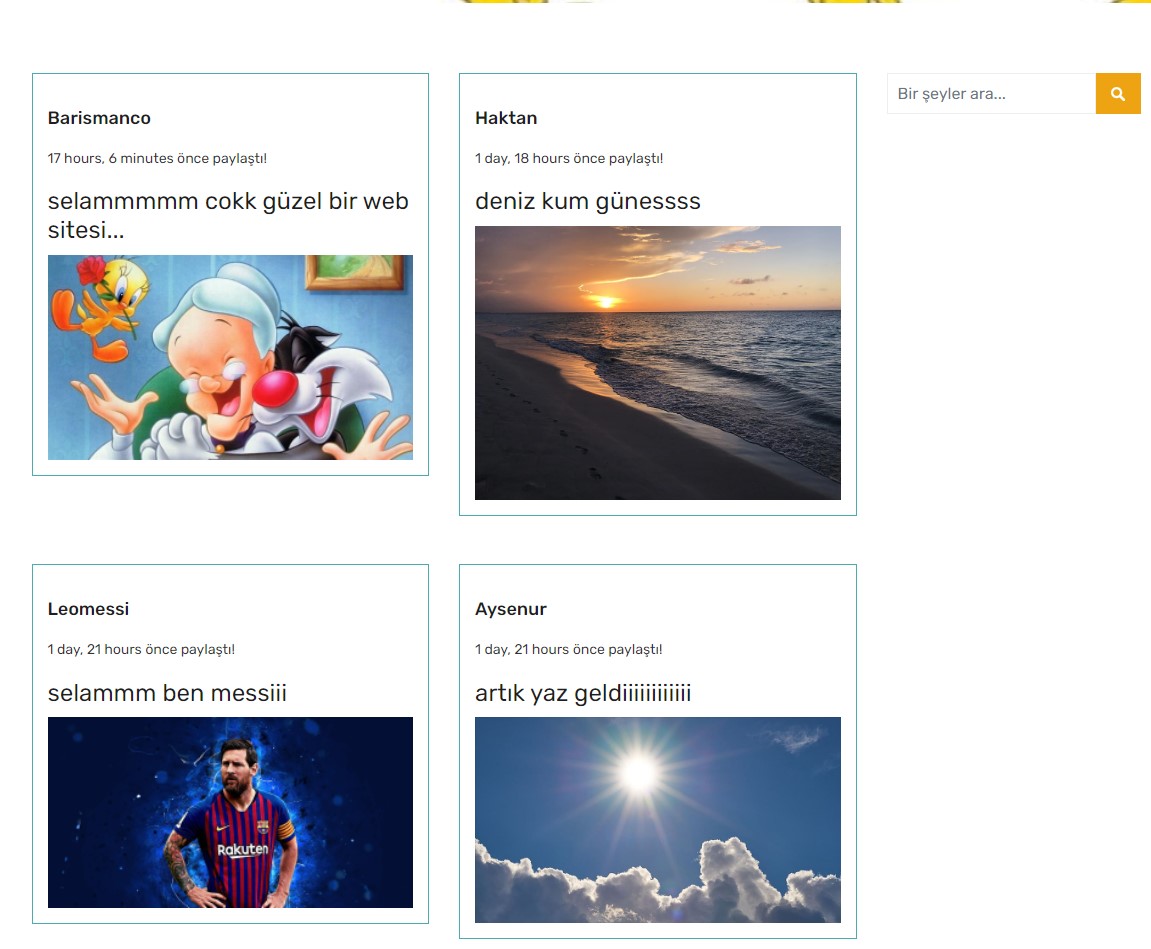 Barismanco
17 hours, 6 minutes önce paylaştı!
selammmmm cokk güzel bir web
sitesi...
Haktan
1 day, 18 hours önce paylaştı!
deniz kum günessss
Bir şeyler ara...
Leomessi
1 day, 21 hours önce paylaştı!
selammm ben messiii
Rakuten
Aysenur
1 day, 21 hours önce paylaştı!
artık yaz geldiiiiiiiiiiii